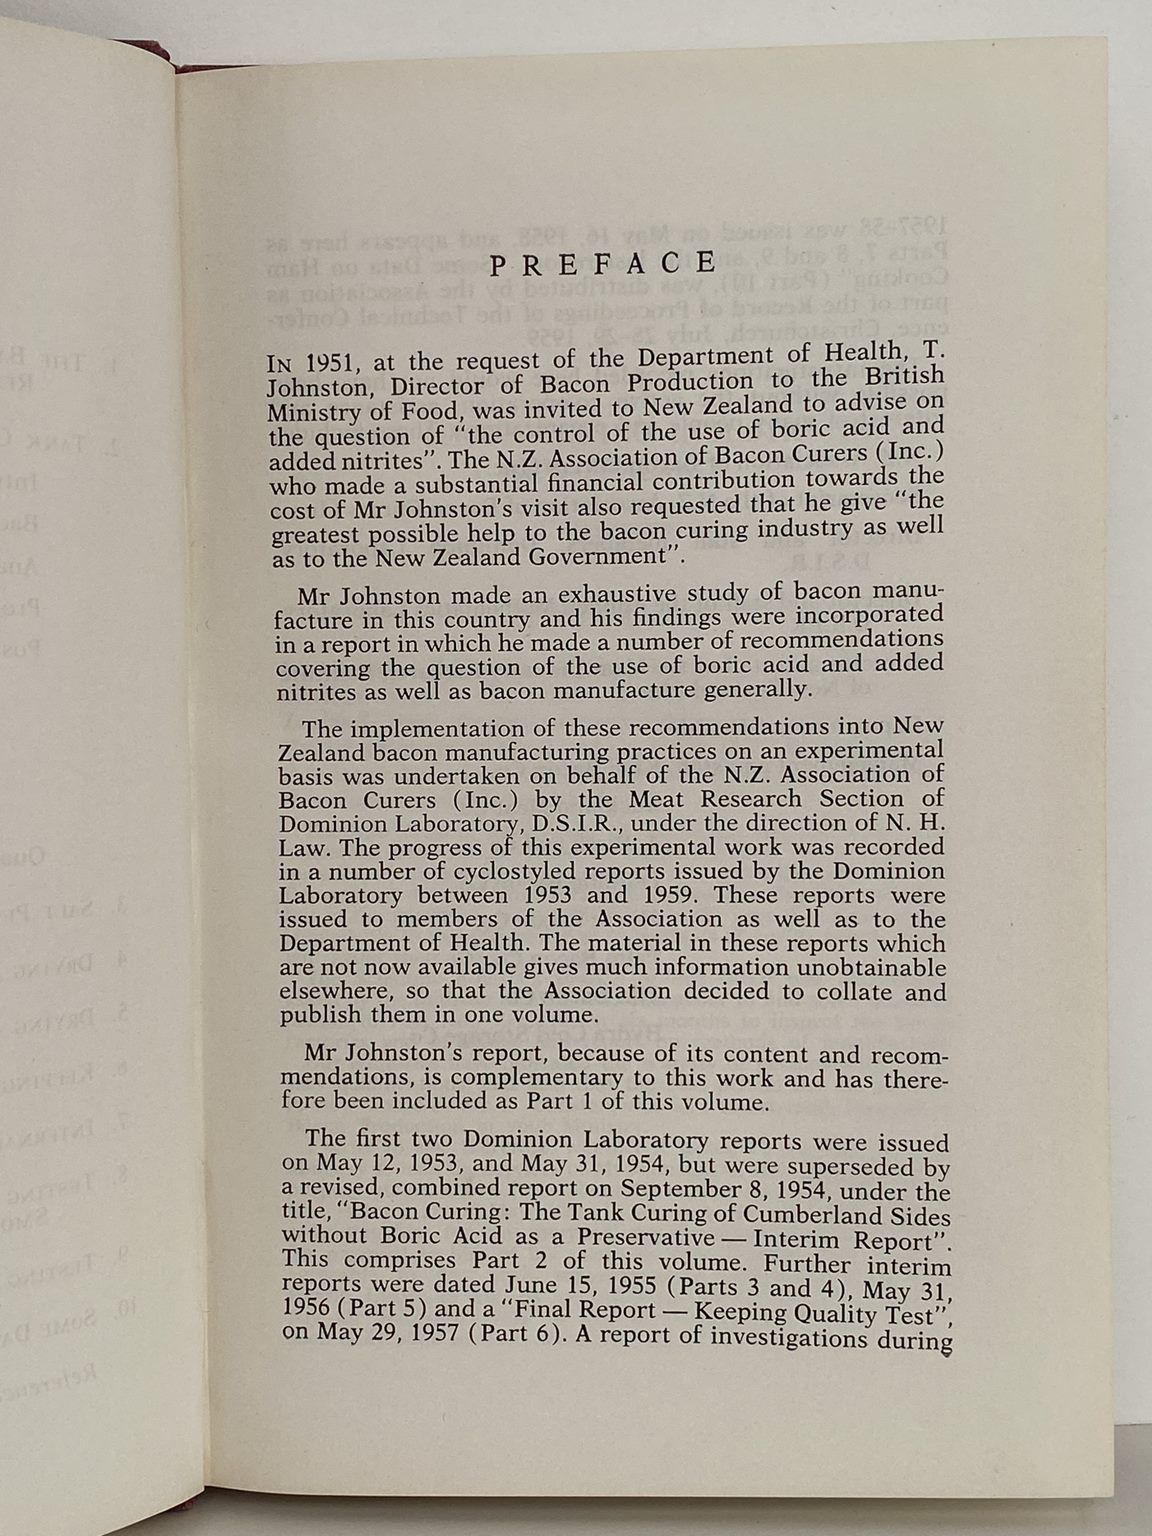 PREFACE
IN 1951, at the request of the Department of Health, T.
Johnston, Director of Bacon Production to the British
Ministry of Food, was invited to New Zealand to advise on
the question of “the control of the use of boric acid and
added nitrites”. The N.Z. Association of Bacon Curers (Inc.)
who made a substantial financial contribution towards the
cost of Mr Johnston’s visit also requested that he give “the
greatest possible help to the bacon curing industry as well
as to the New Zealand Government”.
Mr Johnston made an exhaustive study of bacon manu-
facture in this country and his findings were incorporated
in a report in which he made a number of recommendations
covering the question of the use of boric acid and added
nitrites as well as bacon manufacture generally.
The implementation of these recommendations into New
Zealand bacon manufacturing practices on an experimental
basis was undertaken on behalf of the N.Z. Association of
Bacon Curers (Inc.) by the Meat Research Section of
Dominion Laboratory, D.S.I.R., under the direction of N. H.
Law. The progress of this experimental work was recorded
in a number of cyclostyled reports issued by the Dominion
Laboratory between 1953 and 1959. These reports were
issued to members of the Association as well as to the
Department of Health. The material in these reports which
are not now available gives much information unobtainable
elsewhere, so that the Association decided to collate and
publish them in one volume.
Mr Johnston’s report, because of its content and recom-
mendations, is complementary to this work and has there-
fore been included as Part 1 of this volume.
The first two Dominion Laboratory reports were issued
on May 12, 1953, and May 31, 1954, but were superseded by
a revised, combined report on September 8, 1954, under the
title, “Bacon Curing: The Tank Curing of Cumberland Sides
without Boric Acid as a Preservative — Interim Report”.
This comprises Part 2 of this volume. Further interim
reports were dated June 15, 1955 (Parts 3 and 4), May 31,
1956 (Part 5) and a “Final Report — Keeping Quality Test”,
on May 29, 1957 (Part 6). A report of investigations during